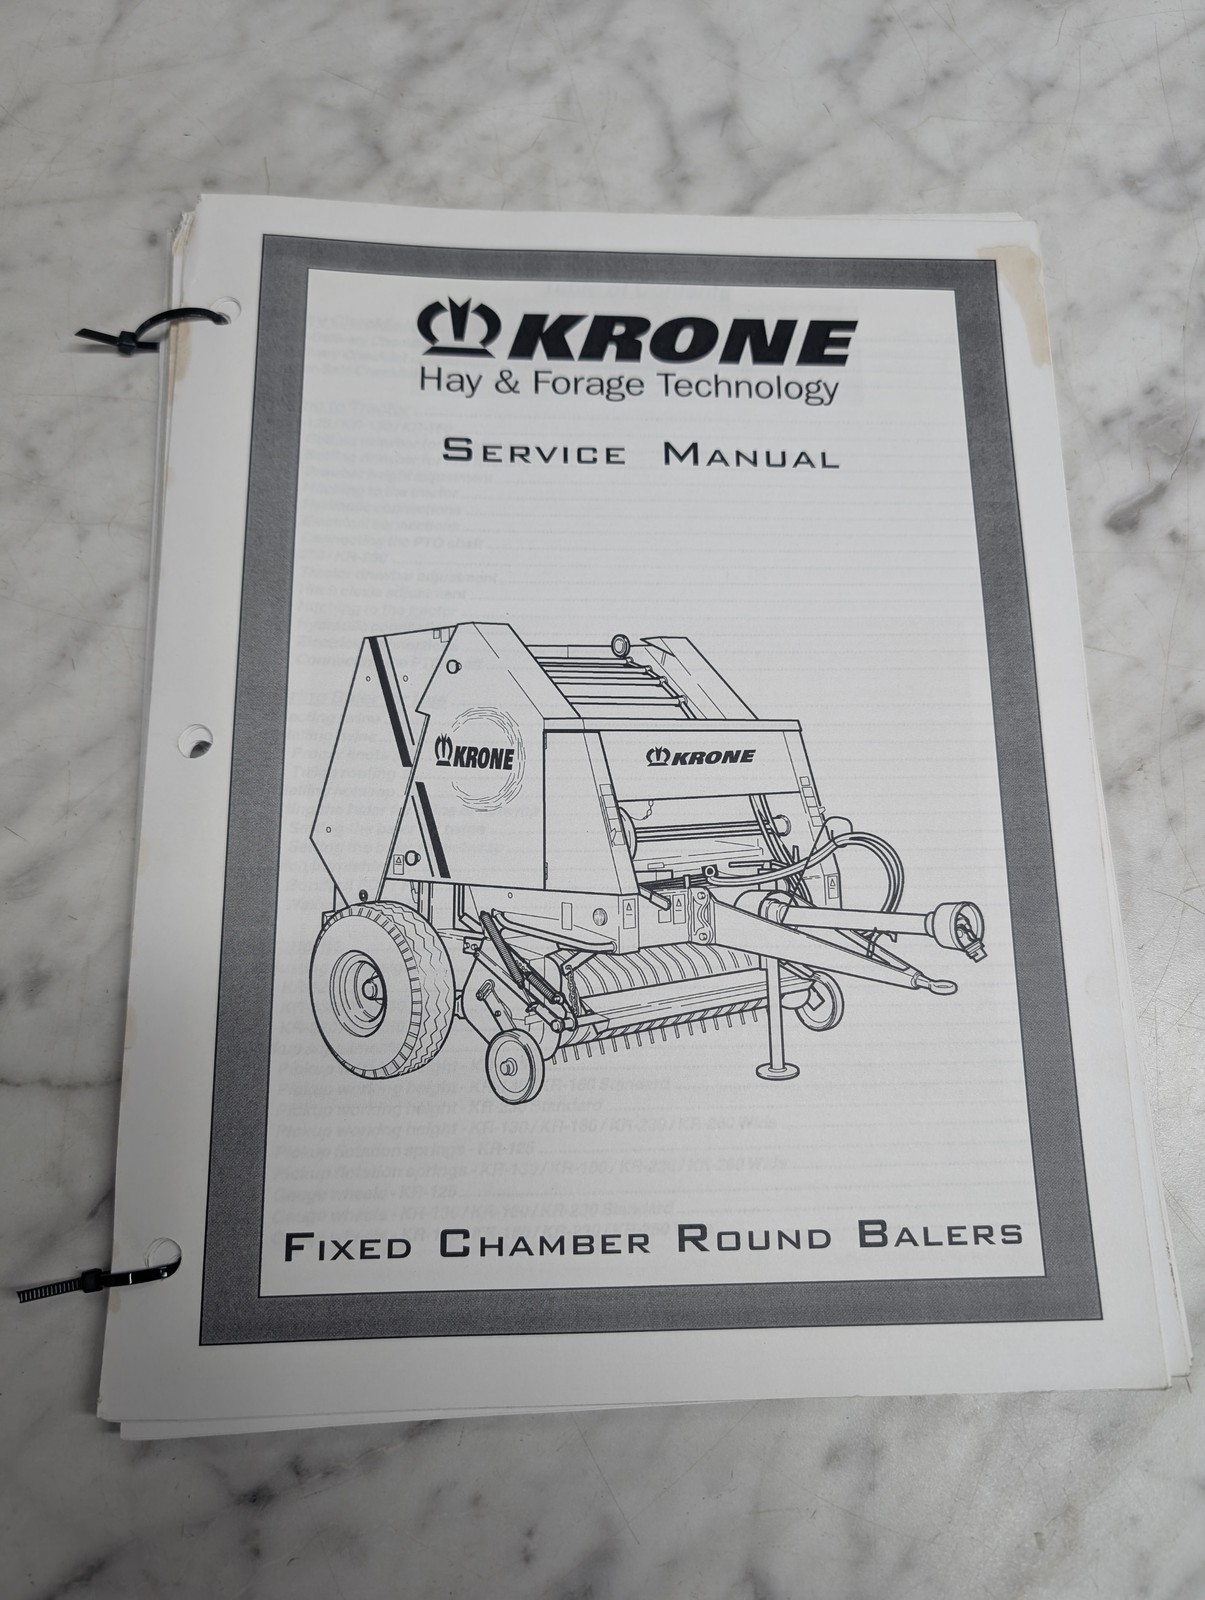 KRONE
Hay & Forage Technology
SERVICE MANUAL
KRONE
KRONE
FIXED CHAMBER ROUND BALERS